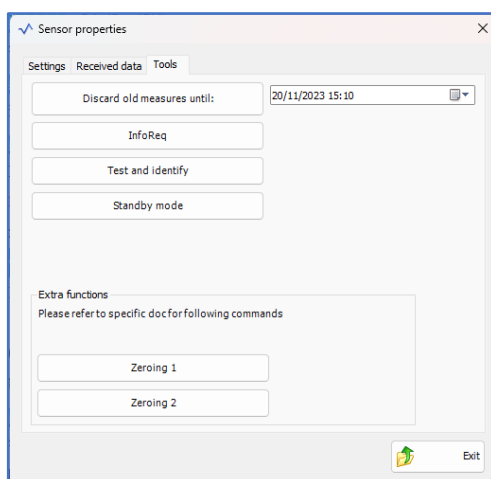 Sensor properties
Settings Received data Tools
Discard old measures until: 20/11/2023 15:10
InfoReq
Test and identify
Standby mode
Extra functions
Please refer to specific doc for following commands
Zeroing 1
Zeroing 2
Exit